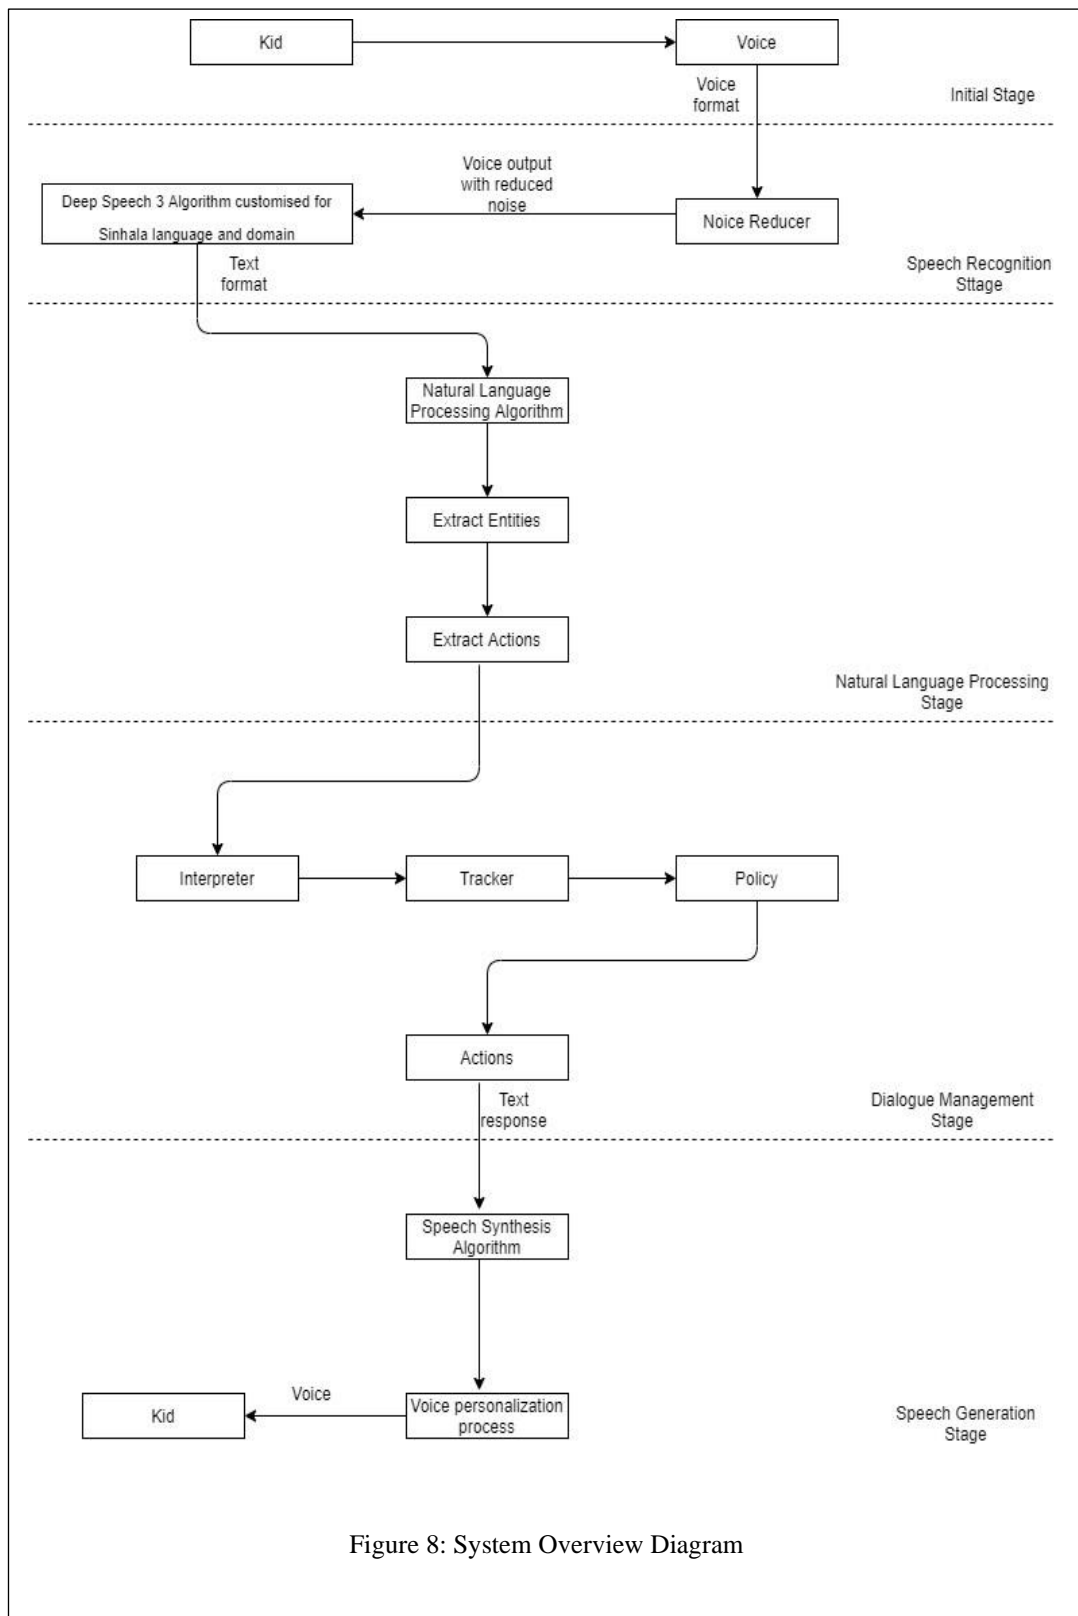 Kid
Voice
Voice
format
Initial Stage
Voice output
with reduced
noise
Deep Speech 3 Algorithm customised for
Sinhala language and domain
Noice Reducer
Text
format
Speech Recognition
Sttage
Natural Language
Processing Algorithm
Extract Entities
Extract Actions
Natural Language Processing
Stage
Interpreter
Tracker
Policy
Actions
Text
response
Dialogue Management
Stage
Speech Synthesis
Algorithm
Voice
Kid
Voice personalization
process
Speech Generation
Stage
Figure 8: System Overview Diagram